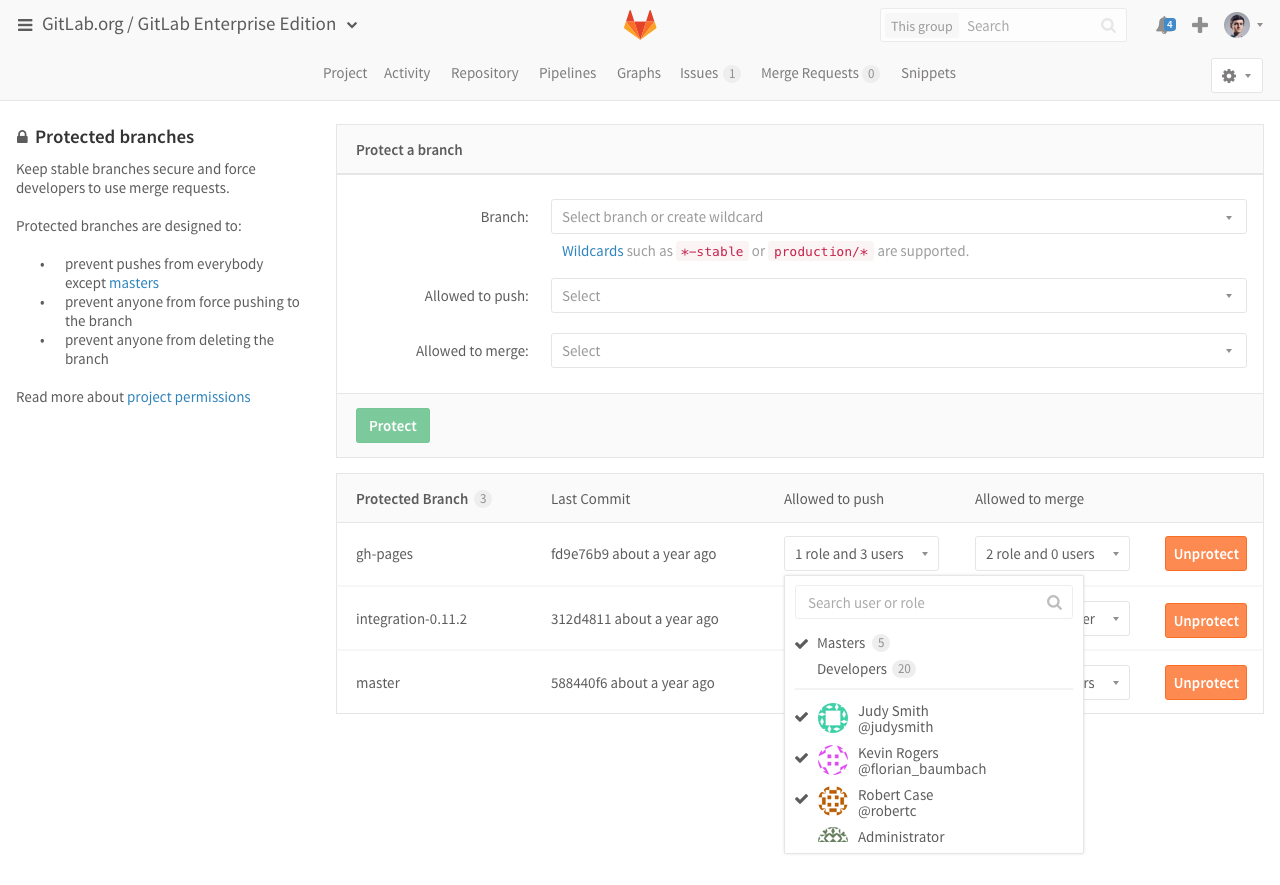 GitLab.org / GitLab Enterprise Edition
This group Search
4
Project Activity Repository Pipelines Graphs Issues 1 Merge Requests 0 Snippets
Protected branches
Keep stable branches secure and force
developers to use merge requests.
Protected branches are designed to:
• prevent pushes from everybody
except masters
• prevent anyone from force pushing to
the branch
• prevent anyone from deleting the
branch
Read more about project permissions
Protect a branch
Branch: Select branch or create wildcard
Wildcards such as *-stable or production/* are supported.
Allowed to push: Select
Allowed to merge: Select
Protect
Protected Branch 3 Last Commit Allowed to push Allowed to merge
gh-pages fd9e76b9 about a year ago 1 role and 3 users 2 role and 0 users Unprotect
integration-0.11.2 312d4811 about a year ago er Unprotect
master 588440f6 about a year ago rs Unprotect
Search user or role
Masters 5
Developers 20
Judy Smith
@judysmith
Kevin Rogers
@florian_baumbach
Robert Case
@robertc
Administrator